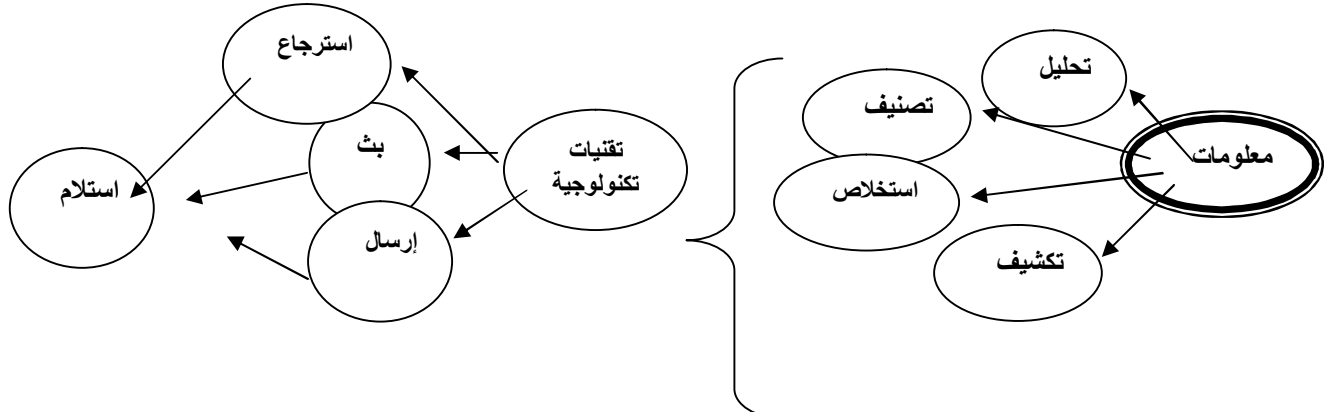 معلومات
تحليل
تصنيف
استخلاص
تكشيف
تقنيات
تكنولوجية
استرجاع
بث
إرسال
استلام